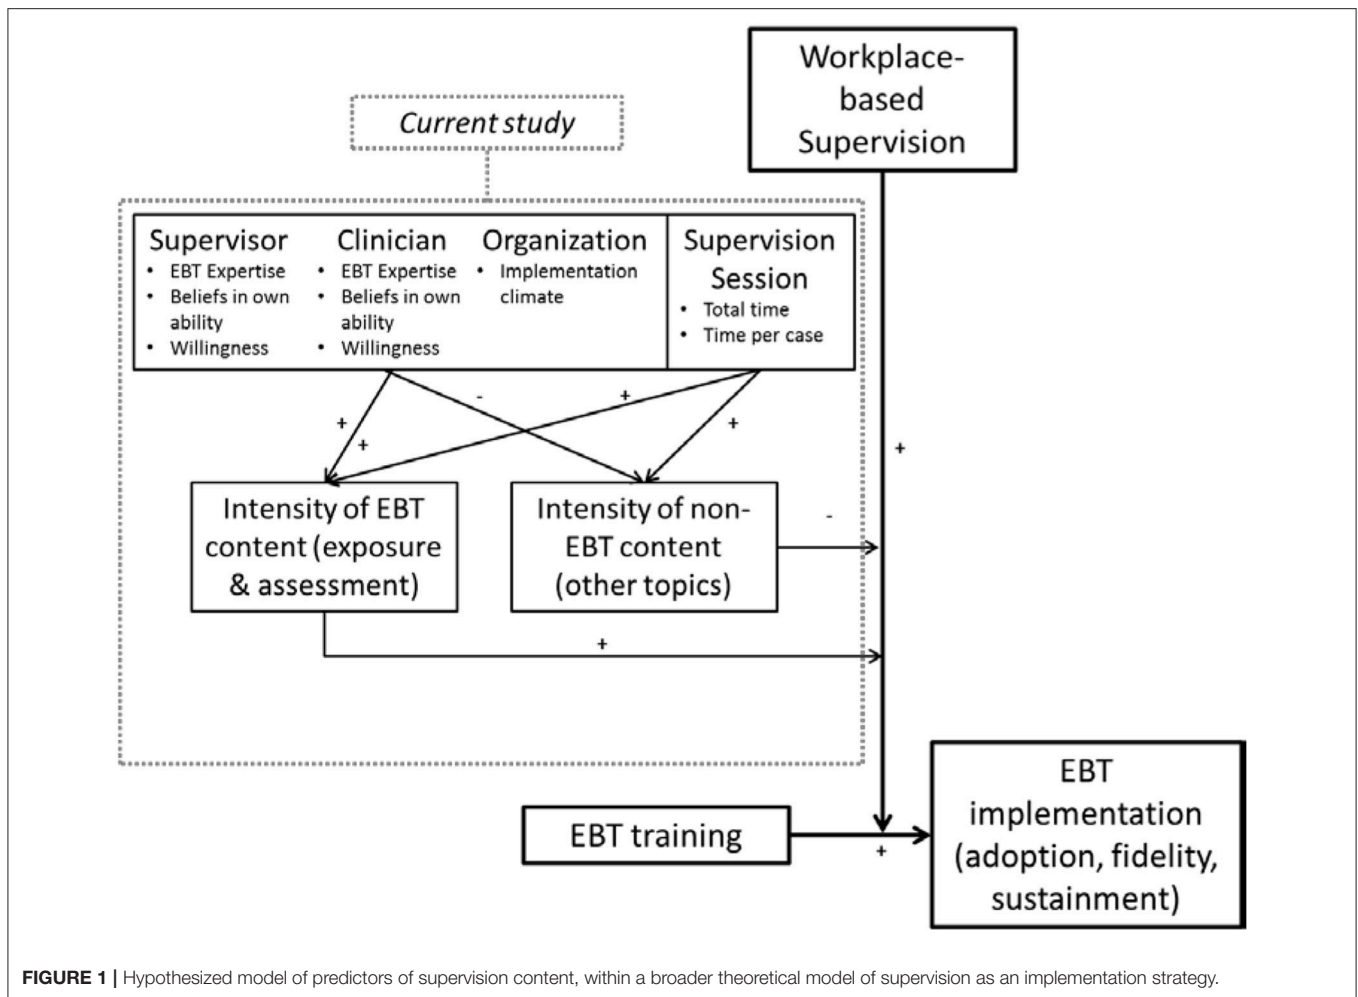 Workplace-
based
Supervision
Current study
Supervisor
• EBT Expertise
• Beliefs in own
ability
• Willingness
Clinician
• EBT Expertise
• Beliefs in own
ability
• Willingness
Organization
• Implementation
climate
Supervision
Session
• Total time
• Time per case
+
+
-
+
+
+
Intensity of EBT
content (exposure
& assessment)
Intensity of non-
EBT content
(other topics)
-
+
EBT training
+
EBT
implementation
(adoption, fidelity,
sustainment)
FIGURE 1 | Hypothesized model of predictors of supervision content, within a broader theoretical model of supervision as an implementation strategy.